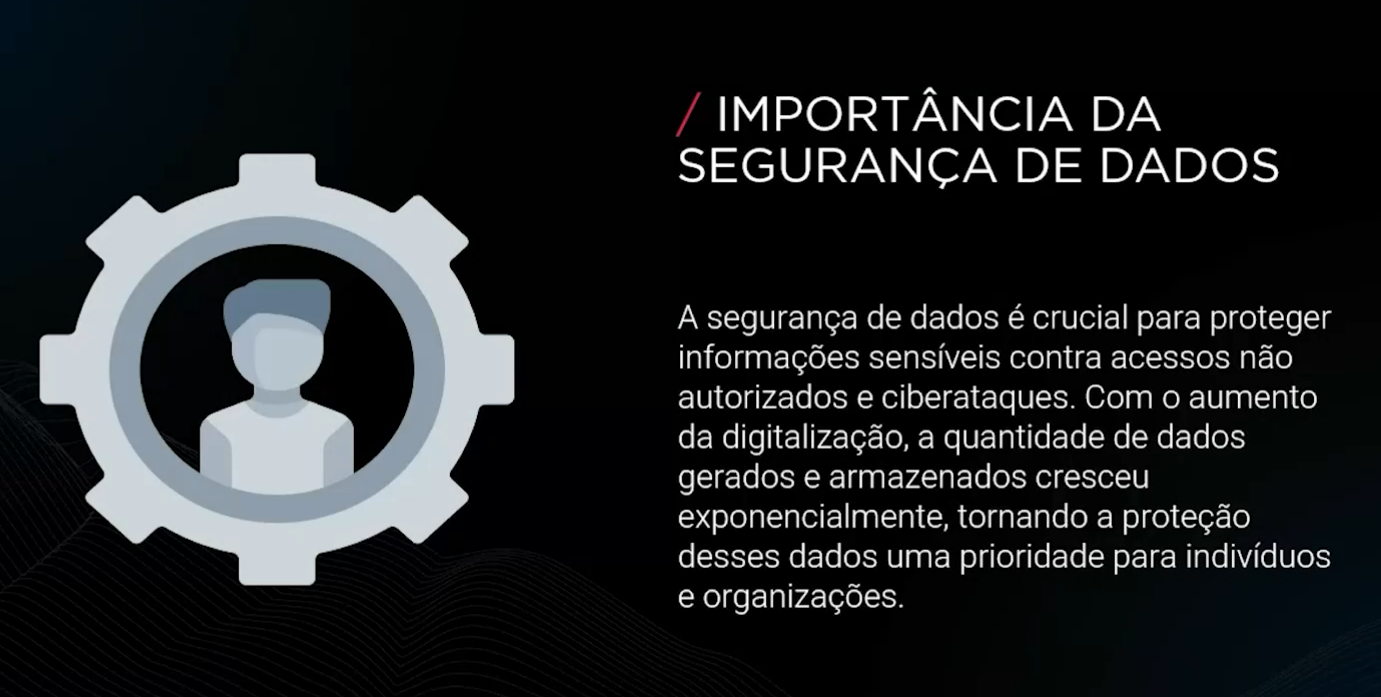 / IMPORTÂNCIA DA
SEGURANÇA DE DADOS
A segurança de dados é crucial para proteger
informações sensíveis contra acessos não
autorizados e ciberataques. Com o aumento
da digitalização, a quantidade de dados
gerados e armazenados cresceu
exponencialmente, tornando a proteção
desses dados uma prioridade para indivíduos
e organizações.